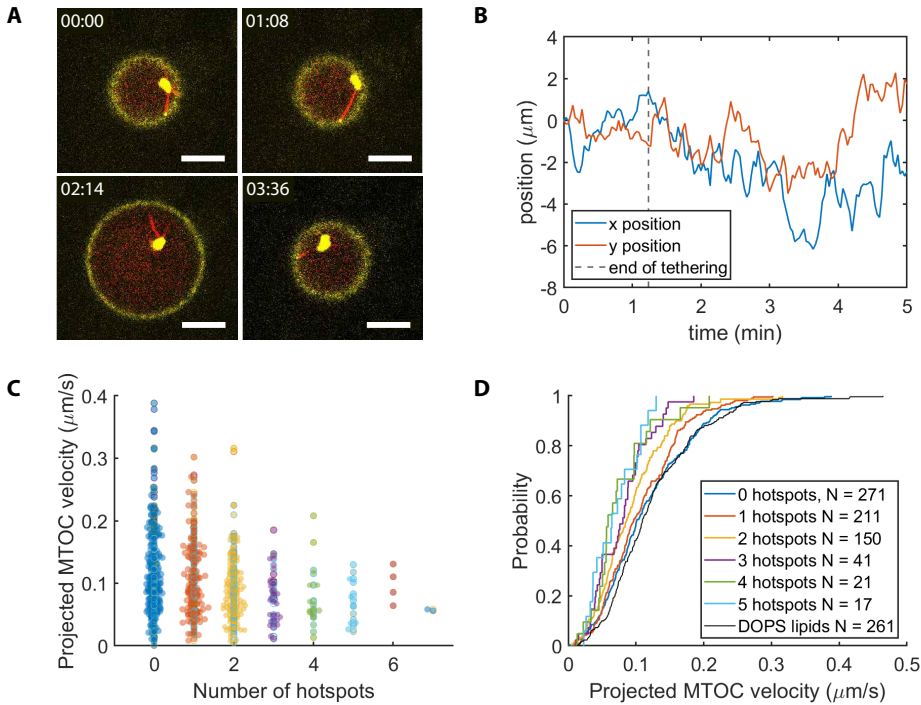 A
00:00
01:08
02:14
03:36
B
4
2
0
-2
-4
-6
-8
position (μm)
x position
y position
end of tethering
0
1
2
3
4
5
time (min)
C
0.4
0.3
0.2
0.1
0
Projected MTOC velocity (μm/s)
0
2
4
6
Number of hotspots
D
1
0.8
0.6
0.4
0.2
0
Probability
0 hotspots, N = 271
1 hotspots N = 211
2 hotspots N = 150
3 hotspots N = 41
4 hotspots N = 21
5 hotspots N = 17
DOPS lipids N = 261
0
0.1
0.2
0.3
0.4
0.5
Projected MTOC velocity (μm/s)